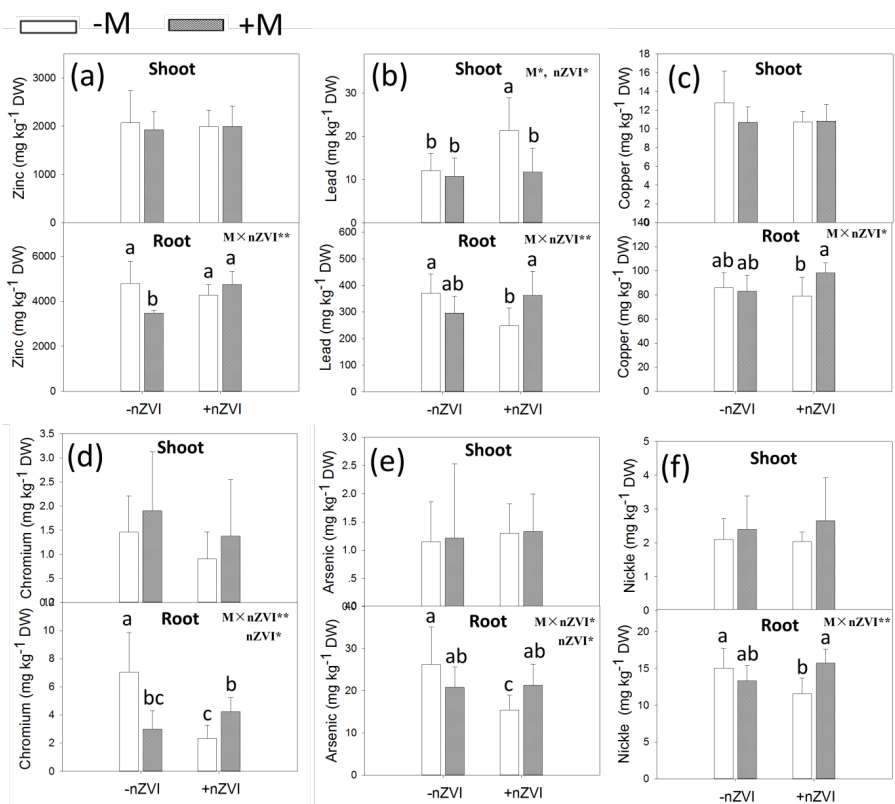 -M +M
(a)
Shoot
Zinc (mg kg⁻¹ DW)
3000
2000
1000
0
Root
M×nZVI**
Zinc (mg kg⁻¹ DW)
6000
4000
2000
0
a
b
a
a
-nZVI
+nZVI
(b)
Shoot
M*, nZVI*
Lead (mg kg⁻¹ DW)
30
20
10
0
b
b
a
b
Root
M×nZVI**
Lead (mg kg⁻¹ DW)
600
500
400
300
200
100
0
a
ab
b
a
-nZVI
+nZVI
(c)
Shoot
Copper (mg kg⁻¹ DW)
18
16
14
12
10
8
6
4
2
0
Root
M×nZVI*
Copper (mg kg⁻¹ DW)
140
120
100
80
60
40
20
0
ab
ab
b
a
-nZVI
+nZVI
(d)
Shoot
Chromium (mg kg⁻¹ DW)
3.5
3.0
2.5
2.0
1.5
1.0
.5
Root
M×nZVI**
nZVI*
Chromium (mg kg⁻¹ DW)
10
8
6
4
2
0
a
bc
c
b
-nZVI
+nZVI
(e)
Shoot
Arsenic (mg kg⁻¹ DW)
3.0
2.5
2.0
1.5
1.0
.5
Root
M×nZVI*
nZVI*
Arsenic (mg kg⁻¹ DW)
30
20
10
0
a
ab
c
ab
-nZVI
+nZVI
(f)
Shoot
Nickle (mg kg⁻¹ DW)
5
4
3
2
1
0
Root
M×nZVI**
Nickle (mg kg⁻¹ DW)
20
15
10
5
0
a
ab
b
a
-nZVI
+nZVI